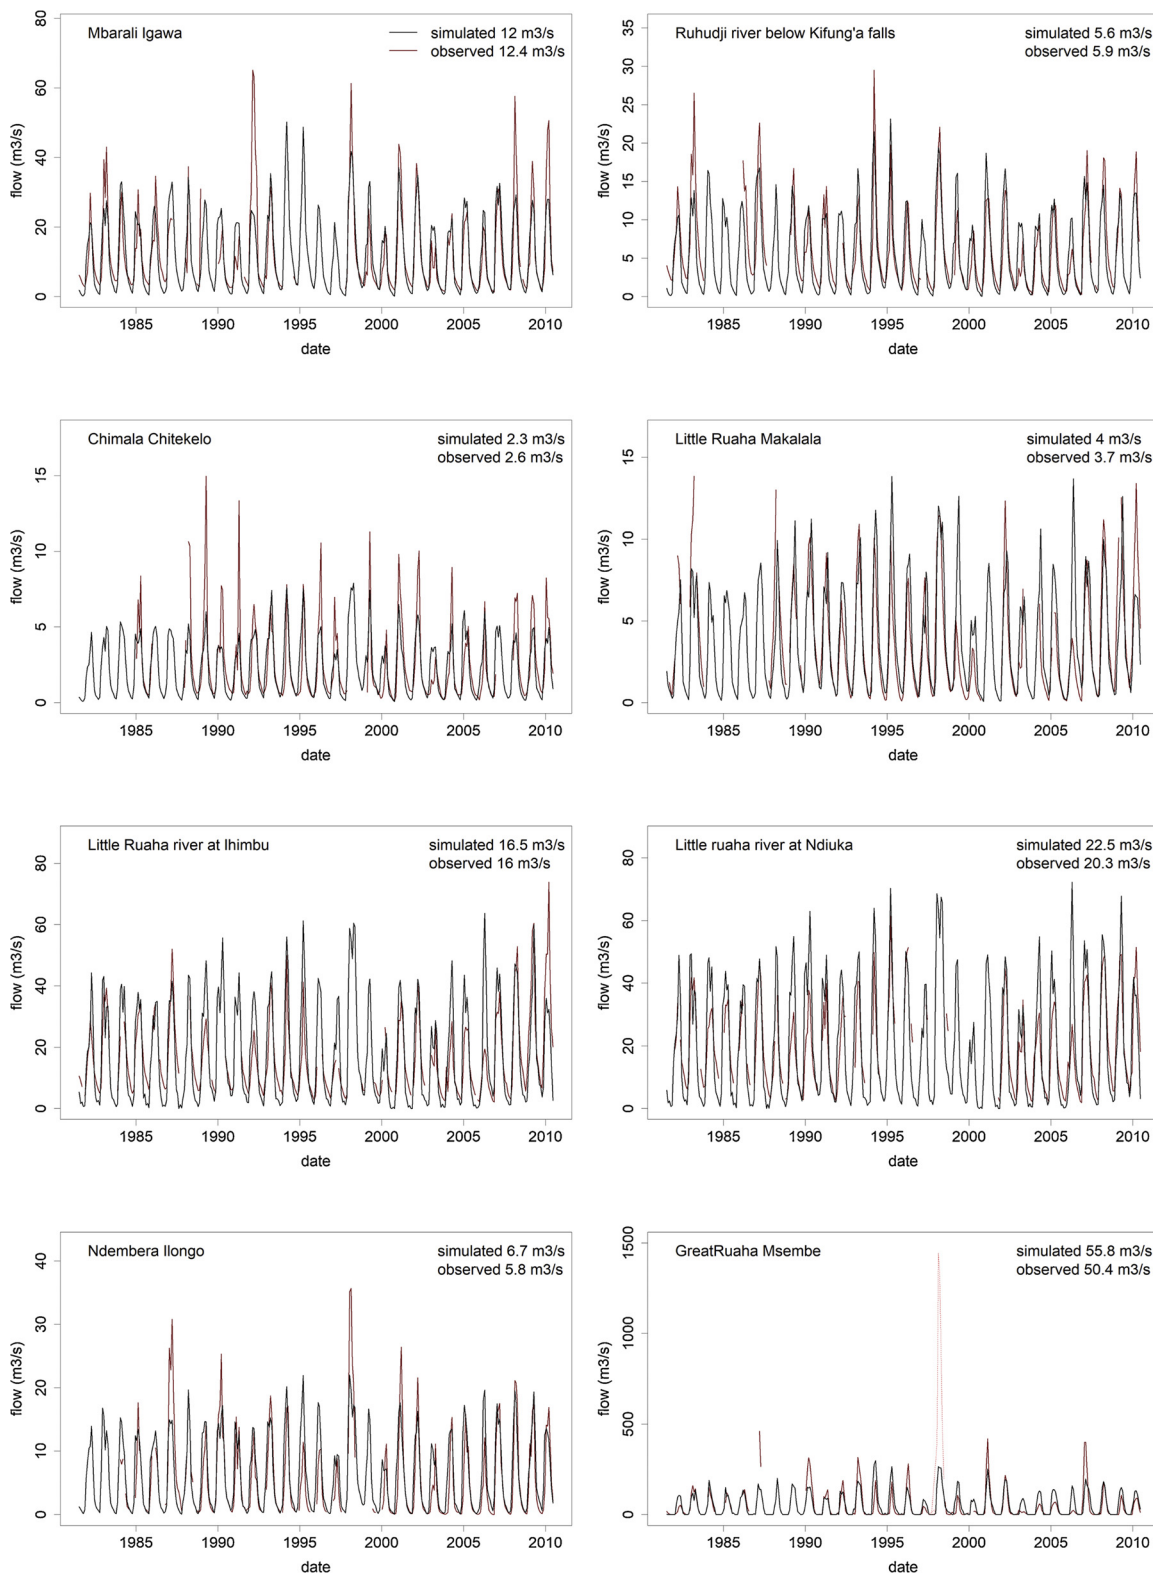 Mbarali Igawa
simulated 12 m3/s
observed 12.4 m3/s
flow (m3/s)
0 20 40 60 80
1985 1990 1995 2000 2005 2010
date
Ruhudji river below Kifung'a falls
simulated 5.6 m3/s
observed 5.9 m3/s
flow (m3/s)
0 5 10 15 20 25 30 35
1985 1990 1995 2000 2005 2010
date
Chimala Chitekelo
simulated 2.3 m3/s
observed 2.6 m3/s
flow (m3/s)
0 5 10 15
1985 1990 1995 2000 2005 2010
date
Little Ruaha Makalala
simulated 4 m3/s
observed 3.7 m3/s
flow (m3/s)
0 5 10 15
1985 1990 1995 2000 2005 2010
date
Little Ruaha river at Ihimbu
simulated 16.5 m3/s
observed 16 m3/s
flow (m3/s)
0 20 40 60 80
1985 1990 1995 2000 2005 2010
date
Little ruaha river at Ndiuka
simulated 22.5 m3/s
observed 20.3 m3/s
flow (m3/s)
0 20 40 60 80
1985 1990 1995 2000 2005 2010
date
Ndembera Ilongo
simulated 6.7 m3/s
observed 5.8 m3/s
flow (m3/s)
0 10 20 30 40
1985 1990 1995 2000 2005 2010
date
GreatRuaha Msembe
simulated 55.8 m3/s
observed 50.4 m3/s
flow (m3/s)
0 500 1000 1500
1985 1990 1995 2000 2005 2010
date